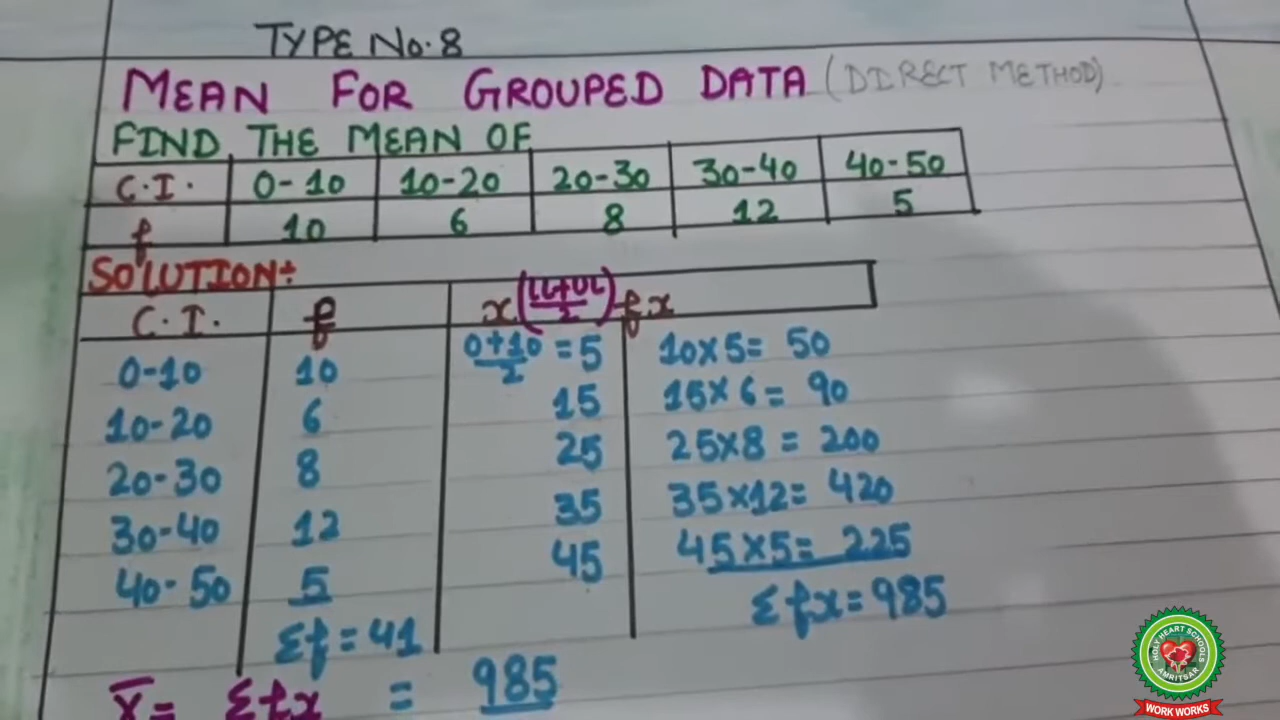 TYPE No. 8
MEAN FOR GROUPED DATA (DIRECT METHOD)
FIND THE MEAN OF
C.I. 0-10 10-20 20-30 30-40 40-50
f 10 6 8 12 5
SOLUTION÷
C.I. f x (LL+UL/2) fx
0-10 10 0+10/2 = 5 10×5= 50
10-20 6 15 15×6= 90
20-30 8 25 25×8 = 200
30-40 12 35 35×12= 420
40-50 5 45 45×5= 225
Σf = 41 Σfx = 985
X̄ = Σfx = 985
HOLY HEART SCHOOLS
AMRITSAR
WORK WORKS